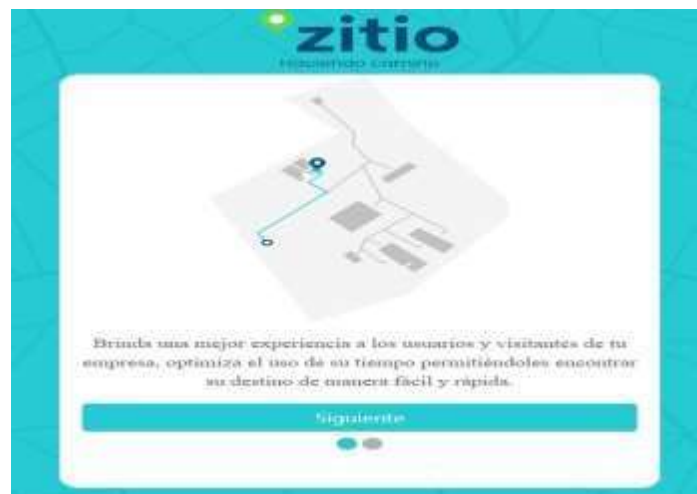 zitio
Haciendo camino
Brinda una mejor experiencia a los usuarios y visitantes de tu
empresa, optimiza el uso de su tiempo permitiéndoles encontrar
su destino de manera fácil y rápida.
Siguiente